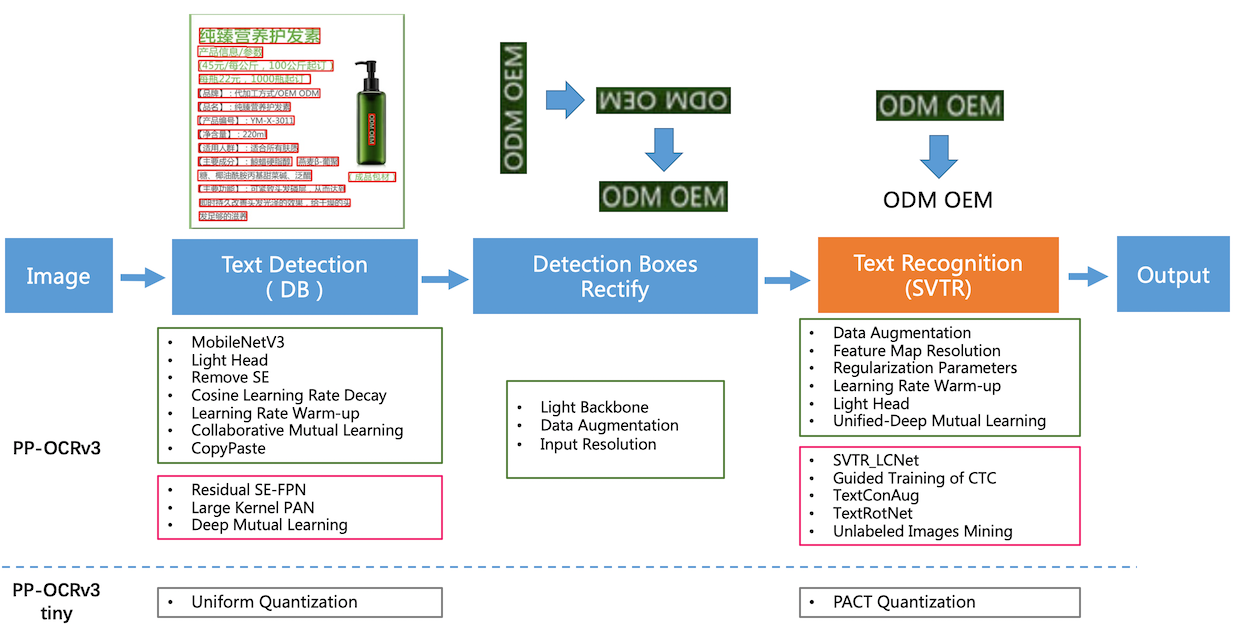 纯臻营养护发素
产品信息/参数
(45元/每公斤，100公斤起订)
每瓶22元，1000瓶起订)
【品牌】：代加工方式/OEM ODM
【品名】：纯臻营养护发素
【产品编号】：YM-X-3011
【净含量】：220ml
【适用人群】：适合所有肤质
【主要成分】：鲸蜡硬脂醇 燕麦β-葡聚
糖、椰油酰胺丙基甜菜碱、泛醌
【主要功能】：可紧致头发磷层，从而达到
即时持久改善头发光泽的效果，给干燥的头
发足够的滋养
ODM OEM
(成品包材)
ODM OEM
ODM OEM
ODM OEM
ODM OEM
ODM OEM
Image
Text Detection
( DB )
Detection Boxes
Rectify
Text Recognition
(SVTR)
Output
PP-OCRv3
• MobileNetV3
• Light Head
• Remove SE
• Cosine Learning Rate Decay
• Learning Rate Warm-up
• Collaborative Mutual Learning
• CopyPaste
• Residual SE-FPN
• Large Kernel PAN
• Deep Mutual Learning
• Light Backbone
• Data Augmentation
• Input Resolution
• Data Augmentation
• Feature Map Resolution
• Regularization Parameters
• Learning Rate Warm-up
• Light Head
• Unified-Deep Mutual Learning
• SVTR_LCNet
• Guided Training of CTC
• TextConAug
• TextRotNet
• Unlabeled Images Mining
PP-OCRv3
tiny
• Uniform Quantization
• PACT Quantization